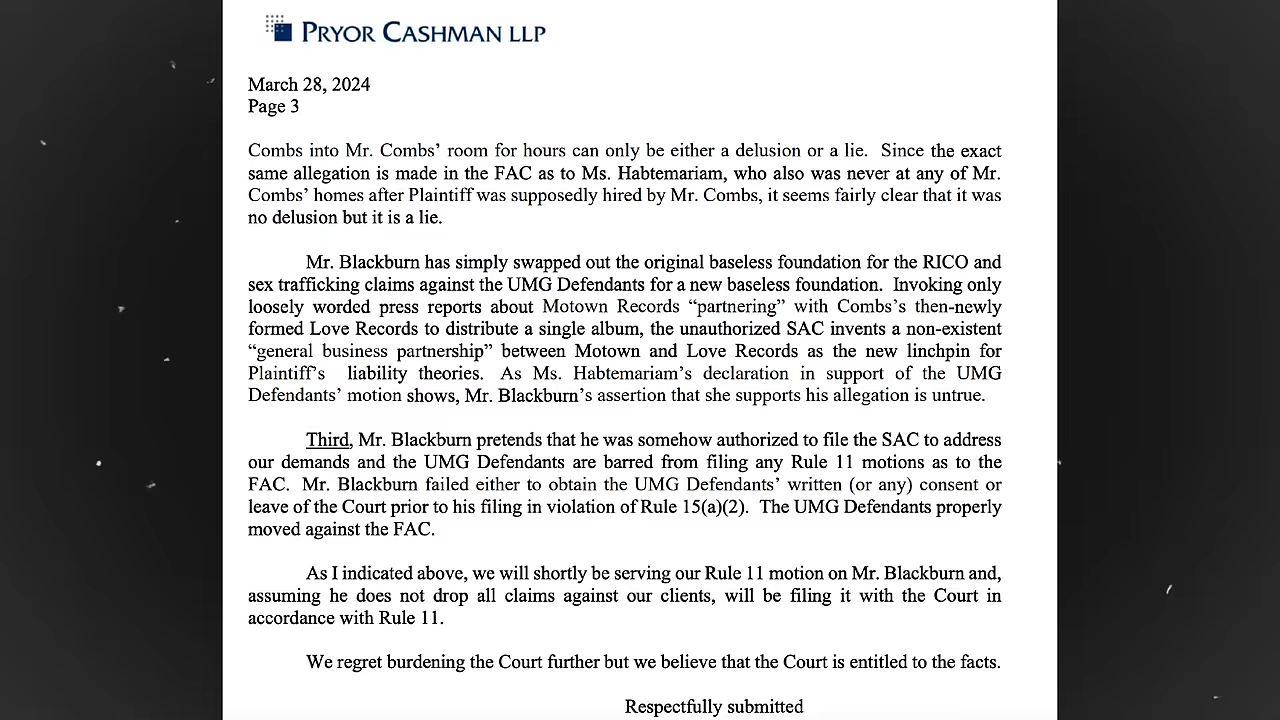 PRYOR CASHMAN LLP
March 28, 2024
Page 3
Combs into Mr. Combs’ room for hours can only be either a delusion or a lie. Since the exact
same allegation is made in the FAC as to Ms. Habtemariam, who also was never at any of Mr.
Combs’ homes after Plaintiff was supposedly hired by Mr. Combs, it seems fairly clear that it was
no delusion but it is a lie.
Mr. Blackburn has simply swapped out the original baseless foundation for the RICO and
sex trafficking claims against the UMG Defendants for a new baseless foundation. Invoking only
loosely worded press reports about Motown Records “partnering” with Combs’s then-newly
formed Love Records to distribute a single album, the unauthorized SAC invents a non-existent
“general business partnership” between Motown and Love Records as the new linchpin for
Plaintiff’s liability theories. As Ms. Habtemariam’s declaration in support of the UMG
Defendants’ motion shows, Mr. Blackburn’s assertion that she supports his allegation is untrue.
Third, Mr. Blackburn pretends that he was somehow authorized to file the SAC to address
our demands and the UMG Defendants are barred from filing any Rule 11 motions as to the
FAC. Mr. Blackburn failed either to obtain the UMG Defendants’ written (or any) consent or
leave of the Court prior to his filing in violation of Rule 15(a)(2). The UMG Defendants properly
moved against the FAC.
As I indicated above, we will shortly be serving our Rule 11 motion on Mr. Blackburn and,
assuming he does not drop all claims against our clients, will be filing it with the Court in
accordance with Rule 11.
We regret burdening the Court further but we believe that the Court is entitled to the facts.
Respectfully submitted